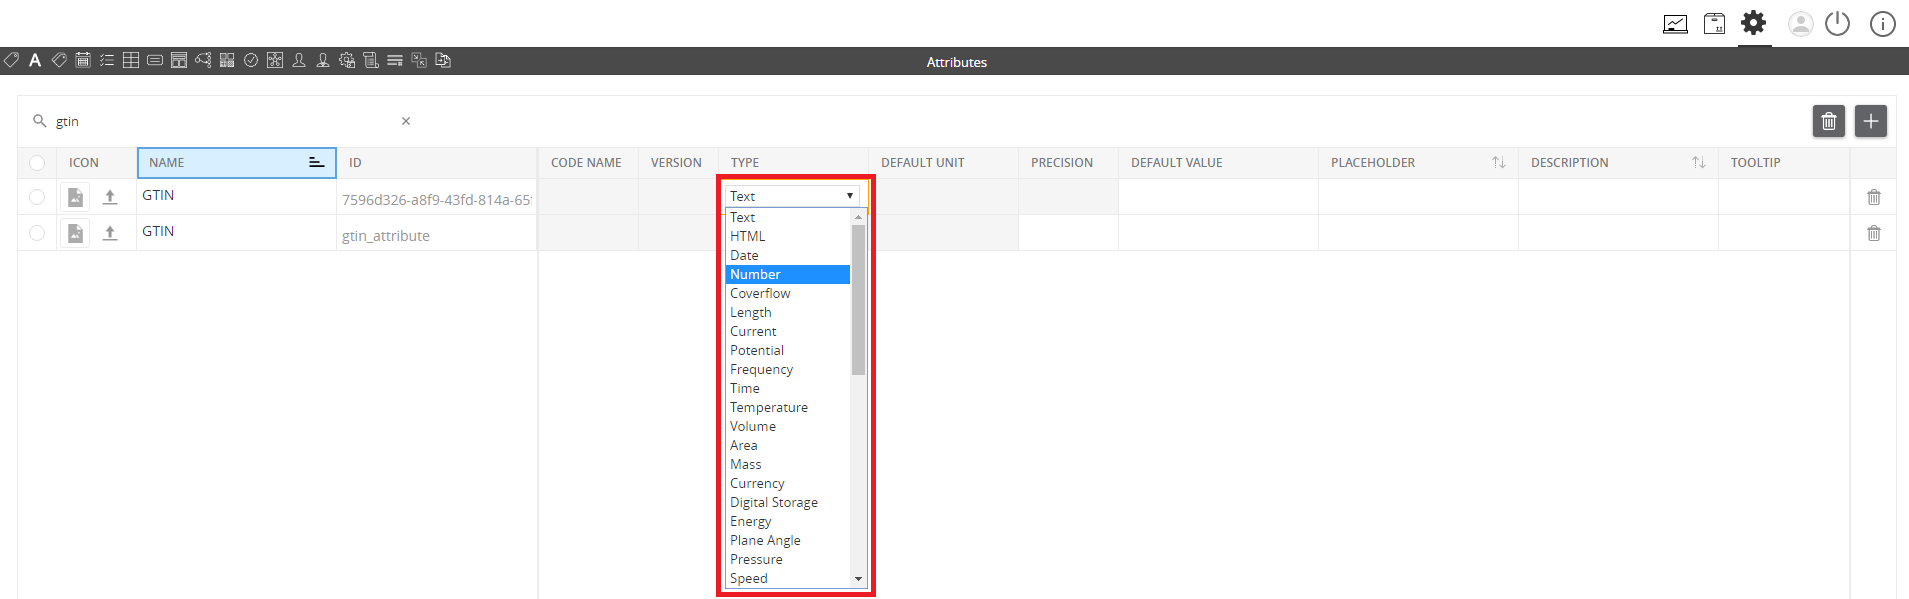 Attributes
gtin
ICON NAME ID CODE NAME VERSION TYPE DEFAULT UNIT PRECISION DEFAULT VALUE PLACEHOLDER DESCRIPTION TOOLTIP
GTIN 7596d326-a8f9-43fd-814a-65 Text
GTIN gtin_attribute
Text
HTML
Date
Number
Coverflow
Length
Current
Potential
Frequency
Time
Temperature
Volume
Area
Mass
Currency
Digital Storage
Energy
Plane Angle
Pressure
Speed